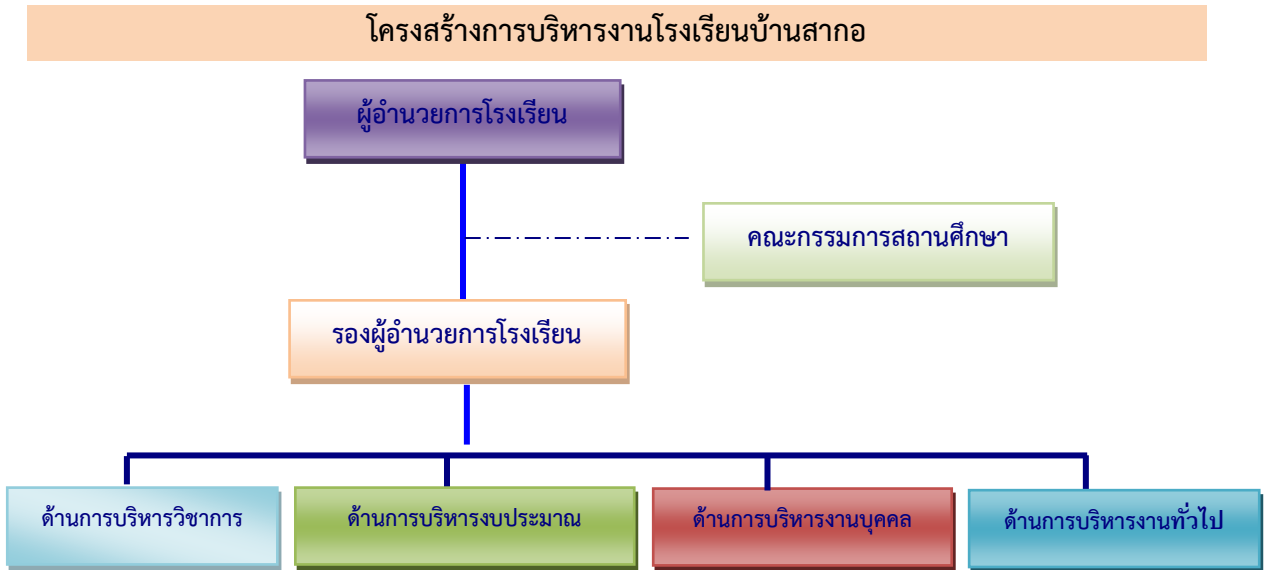 โครงสร้างการบริหารงานโรงเรียนบ้านสากอ
ผู้อำนวยการโรงเรียน
คณะกรรมการสถานศึกษา
รองผู้อำนวยการโรงเรียน
ด้านการบริหารวิชาการ
ด้านการบริหารงบประมาณ
ด้านการบริหารงานบุคคล
ด้านการบริหารงานทั่วไป